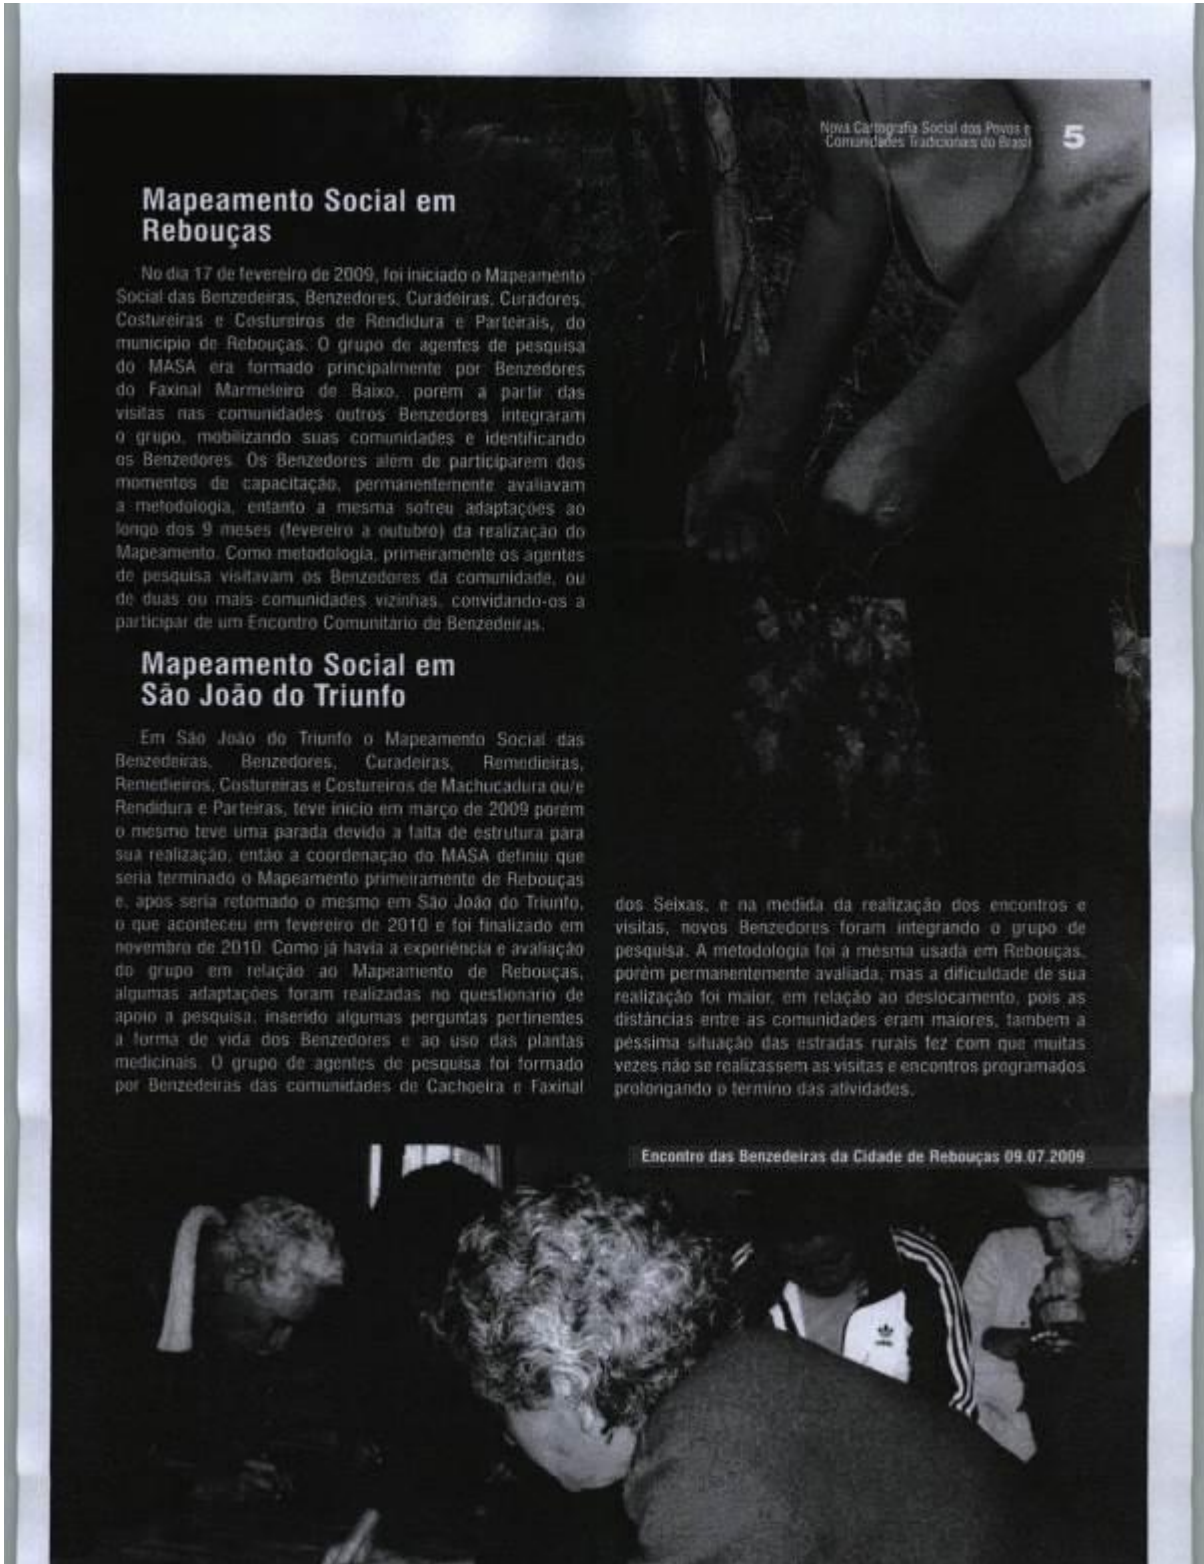 Nova Cartografia Social dos Povos e
Comunidades Tradicionais do Brasil
5
Mapeamento Social em
Rebouças
No dia 17 de fevereiro de 2009, foi iniciado o Mapeamento
Social das Benzedeiras, Benzedores, Curadeiras, Curadores,
Costureiras e Costureiros de Rendidura e Parteirais, do
município de Rebouças. O grupo de agentes de pesquisa
do MASA era formado principalmente por Benzedores
do Faxinal Marmeleiro de Baixo, porem a partir das
visitas nas comunidades outros Benzedores integraram
o grupo, mobilizando suas comunidades e identificando
os Benzedores. Os Benzedores alem de participarem dos
momentos de capacitação, permanentemente avaliavam
a metodologia, entanto a mesma sofreu adaptações ao
longo dos 9 meses (fevereiro a outubro) da realização do
Mapeamento. Como metodologia, primeiramente os agentes
de pesquisa visitavam os Benzedores da comunidade, ou
de duas ou mais comunidades vizinhas, convidando-os a
participar de um Encontro Comunitário de Benzedeiras.
Mapeamento Social em
São João do Triunfo
Em São João do Triunfo o Mapeamento Social das
Benzedeiras, Benzedores, Curadeiras, Remedieiras,
Remedieiros, Costureiras e Costureiros de Machucadura ou/e
Rendidura e Parteiras, teve inicio em março de 2009 porem
o mesmo teve uma parada devido a falta de estrutura para
sua realização, então a coordenação do MASA definiu que
seria terminado o Mapeamento primeiramente de Rebouças
e, apos seria retomado o mesmo em São João do Triunfo,
o que aconteceu em fevereiro de 2010 e foi finalizado em
novembro de 2010. Como já havia a experiência e avaliação
do grupo em relação ao Mapeamento de Rebouças,
algumas adaptações foram realizadas no questionario de
apoio a pesquisa, inserido algumas perguntas pertinentes
a forma de vida dos Benzedores e ao uso das plantas
medicinais. O grupo de agentes de pesquisa foi formado
por Benzedeiras das comunidades de Cachoeira e Faxinal
dos Seixas, e na medida da realização dos encontros e
visitas, novos Benzedores foram integrando o grupo de
pesquisa. A metodologia foi a mesma usada em Rebouças,
porém permanentemente avaliada, mas a dificuldade de sua
realização foi maior, em relação ao deslocamento, pois as
distâncias entre as comunidades eram maiores, tambem a
péssima situação das estradas rurais fez com que muitas
vezes não se realizassem as visitas e encontros programados
prolongando o termino das atividades.
Encontro das Benzedeiras da Cidade de Rebouças 09.07.2009